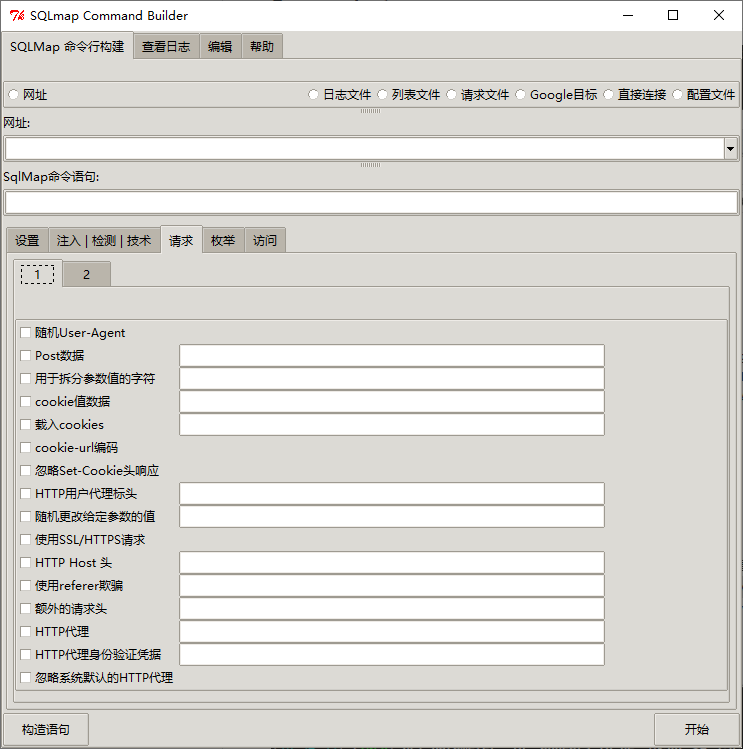 SQLmap Command Builder
SQLMap 命令行构建 查看日志 编辑 帮助
网址 日志文件 列表文件 请求文件 Google目标 直接连接 配置文件
网址:
SqlMap命令语句:
设置 注入 | 检测 | 技术 请求 枚举 访问
1 2
随机User-Agent
Post数据
用于拆分参数值的字符
cookie值数据
载入cookies
cookie-url编码
忽略Set-Cookie头响应
HTTP用户代理标头
随机更改给定参数的值
使用SSL/HTTPS请求
HTTP Host 头
使用referer欺骗
额外的请求头
HTTP代理
HTTP代理身份验证凭据
忽略系统默认的HTTP代理
构造语句 开始